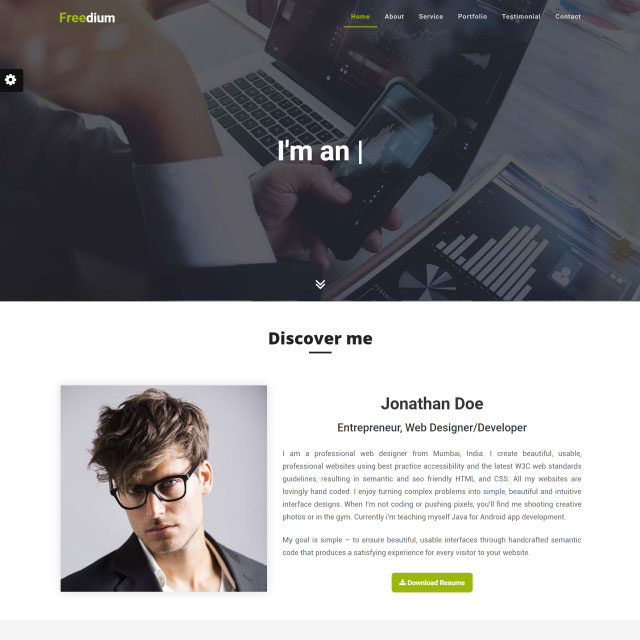 Freedium
Home About Service Portfolio Testimonial Contact
I'm an |
Discover me
Jonathan Doe
Entrepreneur, Web Designer/Developer
I am a professional web designer from Mumbai, India. I create beautiful, usable,
professional websites using best practice accessibility and the latest W3C web standards
guidelines, resulting in semantic and seo friendly HTML and CSS. All my websites are
lovingly hand coded. I enjoy turning complex problems into simple, beautiful and intuitive
interface designs. When I'm not coding or pushing pixels, you'll find me shooting creative
photos or in the gym. Currently i'm teaching myself Java for Android app development.
My goal is simple – to ensure beautiful, usable interfaces through handcrafted semantic
code that produces a satisfying experience for every visitor to your website.
Download Resume